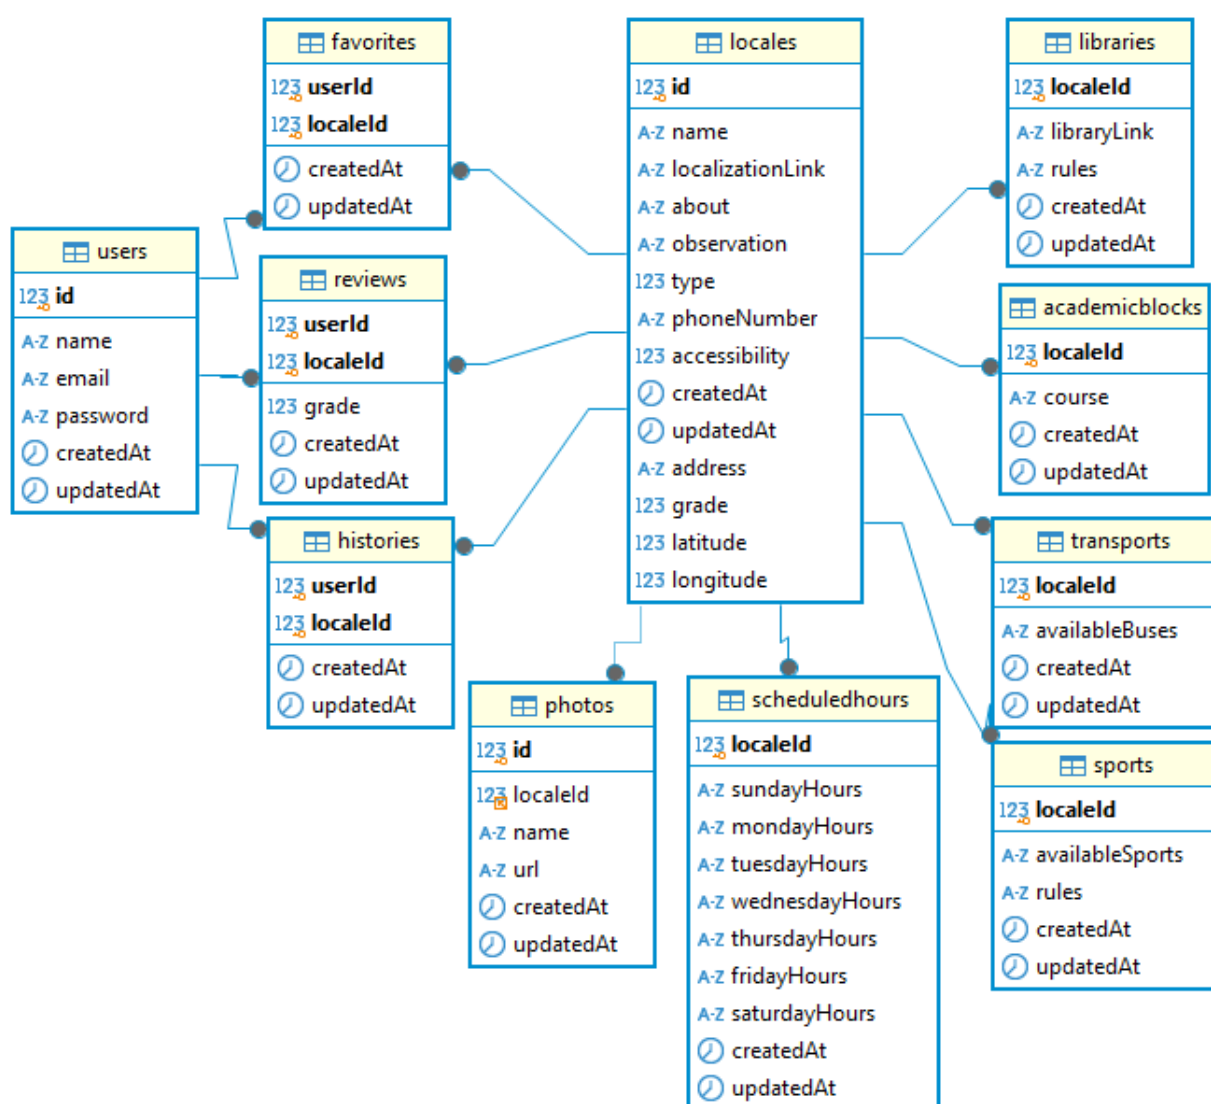 favorites
123 userId
123 localeId
createdAt
updatedAt
users
123 id
A-Z name
A-Z email
A-Z password
createdAt
updatedAt
reviews
123 userId
123 localeId
123 grade
createdAt
updatedAt
histories
123 userId
123 localeId
createdAt
updatedAt
locales
123 id
A-Z name
A-Z localizationLink
A-Z about
A-Z observation
123 type
A-Z phoneNumber
123 accessibility
createdAt
updatedAt
A-Z address
123 grade
123 latitude
123 longitude
photos
123 id
123 localeId
A-Z name
A-Z url
createdAt
updatedAt
scheduledhours
123 localeId
A-Z sundayHours
A-Z mondayHours
A-Z tuesdayHours
A-Z wednesdayHours
A-Z thursdayHours
A-Z fridayHours
A-Z saturdayHours
createdAt
updatedAt
libraries
123 localeId
A-Z libraryLink
A-Z rules
createdAt
updatedAt
academicblocks
123 localeId
A-Z course
createdAt
updatedAt
transports
123 localeId
A-Z availableBuses
createdAt
updatedAt
sports
123 localeId
A-Z availableSports
A-Z rules
createdAt
updatedAt